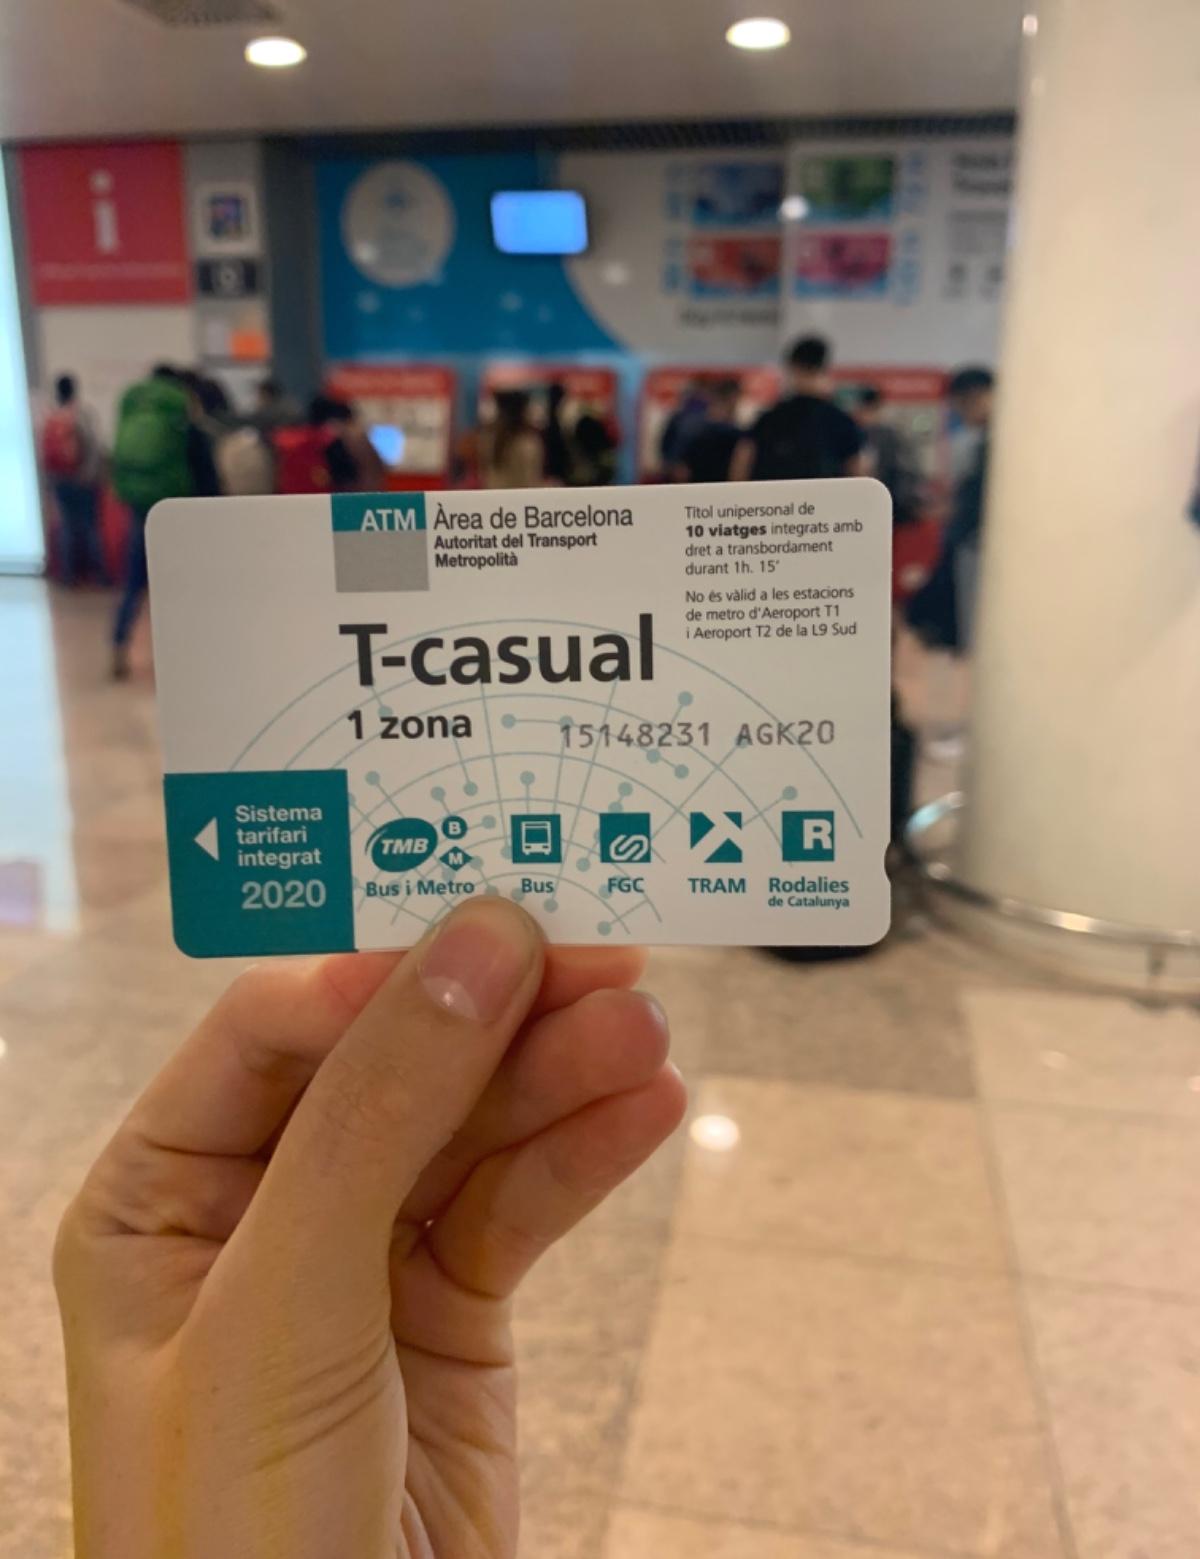 i
ATM
Àrea de Barcelona
Autoritat del Transport
Metropolità
Títol unipersonal de
10 viatges integrats amb
dret a transbordament
durant 1h. 15'
No és vàlid a les estacions
de metro d'Aeroport T1
i Aeroport T2 de la L9 Sud
T-casual
1 zona
15148231 AGK20
Sistema
tarifari
integrat
2020
TMB
B
M
Bus i Metro
Bus
FGC
TRAM
R
Rodalies
de Catalunya